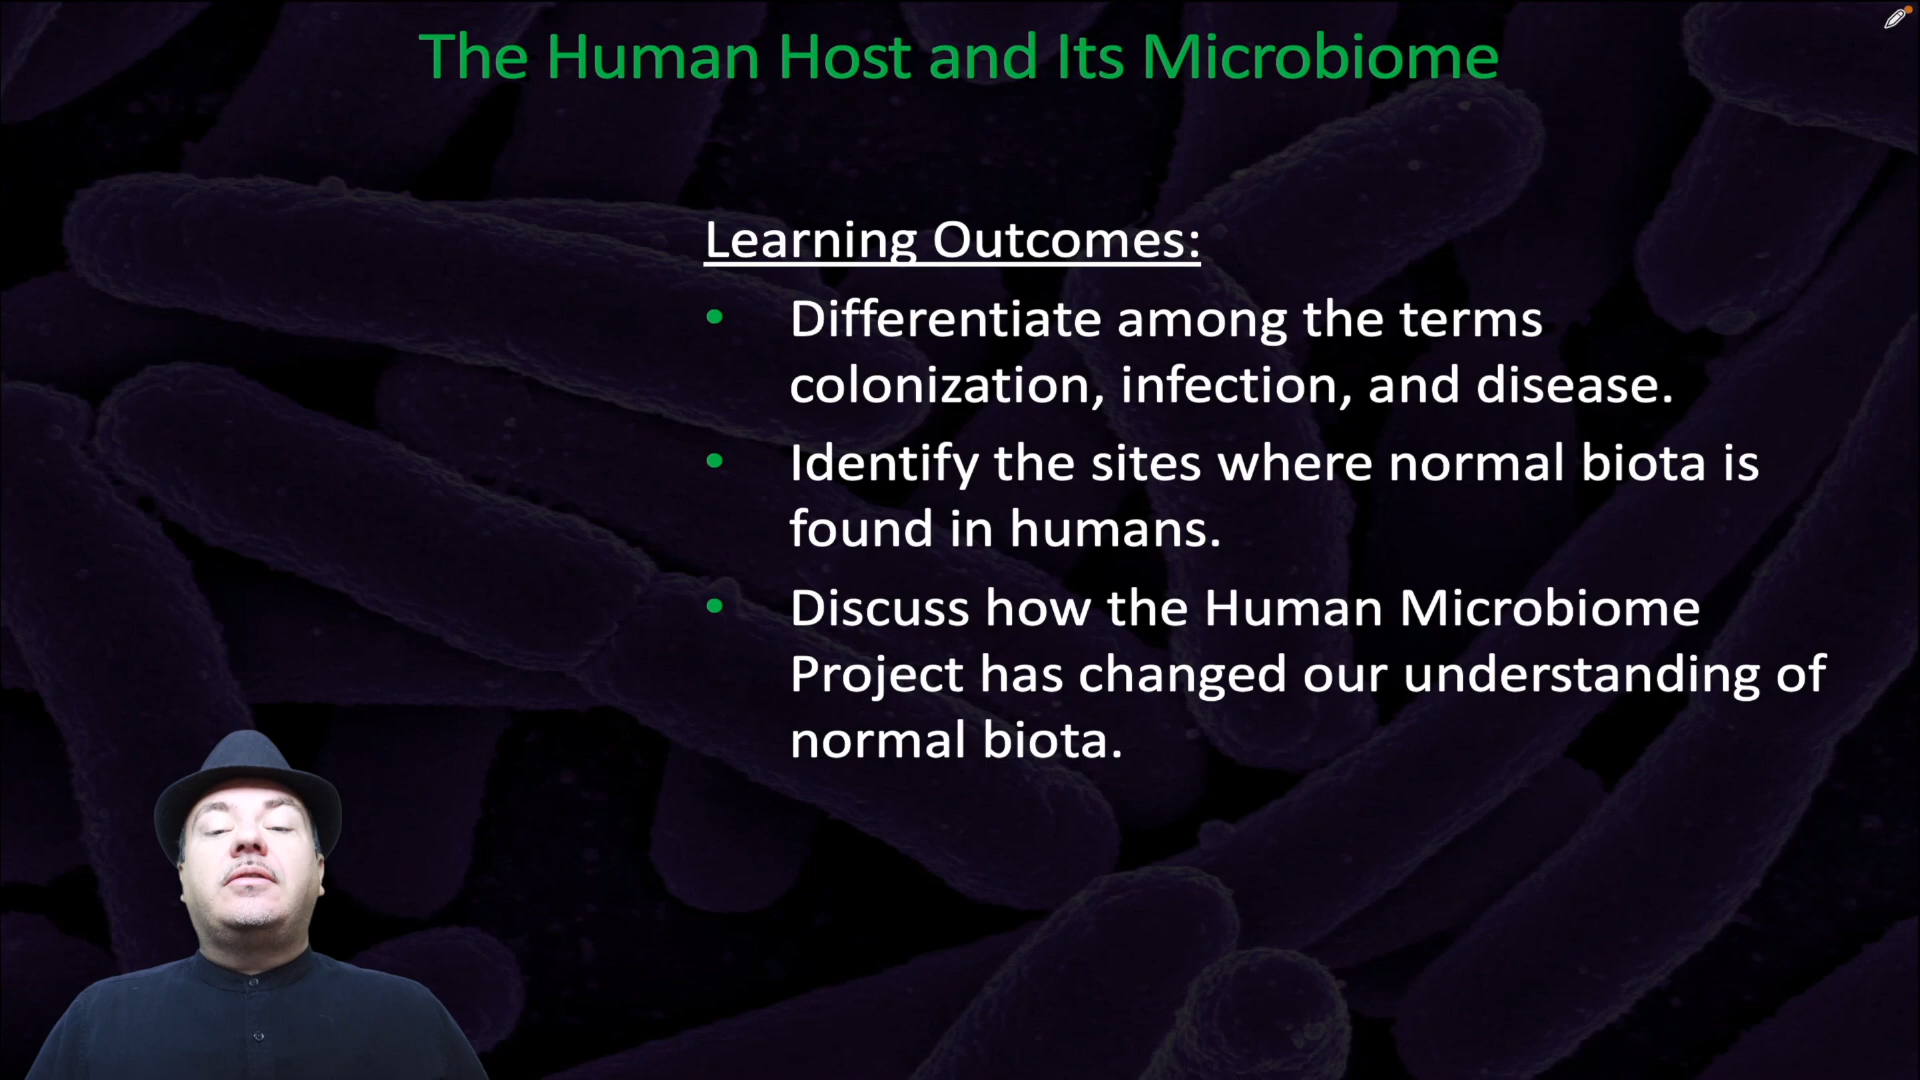 The Human Host and Its Microbiome
Learning Outcomes:
• Differentiate among the terms
colonization, infection, and disease.
• Identify the sites where normal biota is
found in humans.
• Discuss how the Human Microbiome
Project has changed our understanding of
normal biota.